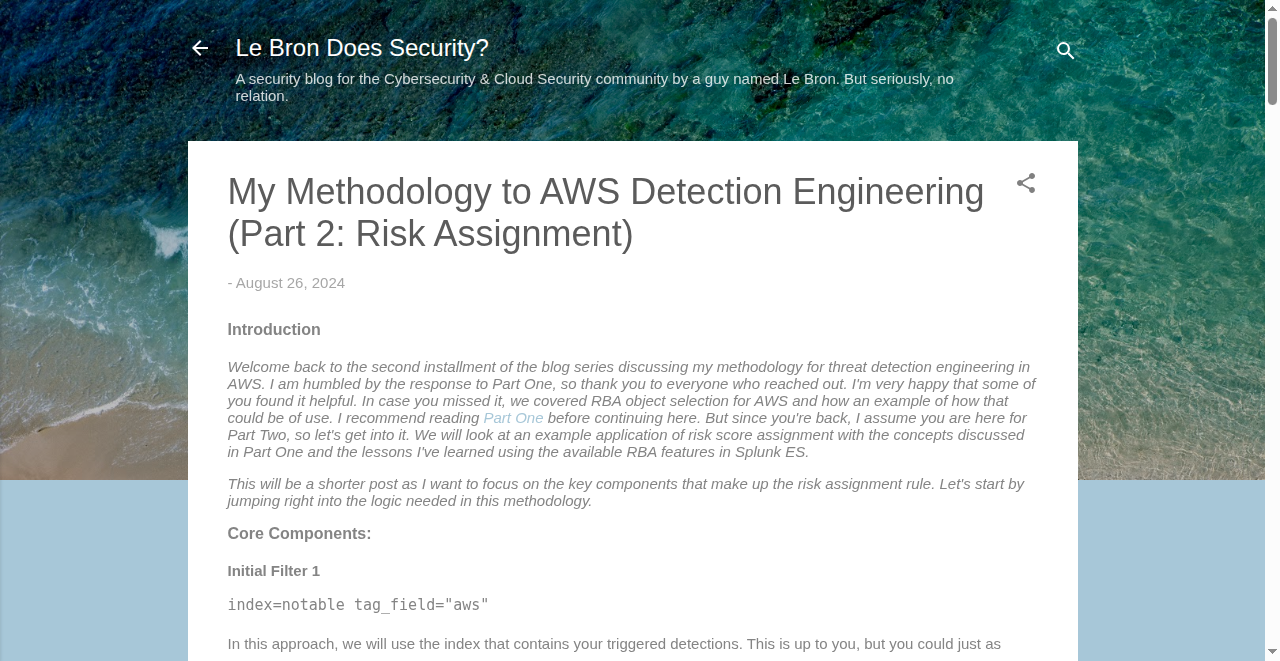 Le Bron Does Security?
A security blog for the Cybersecurity & Cloud Security community by a guy named Le Bron. But seriously, no
relation.
My Methodology to AWS Detection Engineering
(Part 2: Risk Assignment)
- August 26, 2024
Introduction
Welcome back to the second installment of the blog series discussing my methodology for threat detection engineering in
AWS. I am humbled by the response to Part One, so thank you to everyone who reached out. I'm very happy that some of
you found it helpful. In case you missed it, we covered RBA object selection for AWS and how an example of how that
could be of use. I recommend reading Part One before continuing here. But since you're back, I assume you are here for
Part Two, so let's get into it. We will look at an example application of risk score assignment with the concepts discussed
in Part One and the lessons I've learned using the available RBA features in Splunk ES.
This will be a shorter post as I want to focus on the key components that make up the risk assignment rule. Let's start by
jumping right into the logic needed in this methodology.
Core Components:
Initial Filter 1
index=notable tag_field="aws"
In this approach, we will use the index that contains your triggered detections. This is up to you, but you could just as